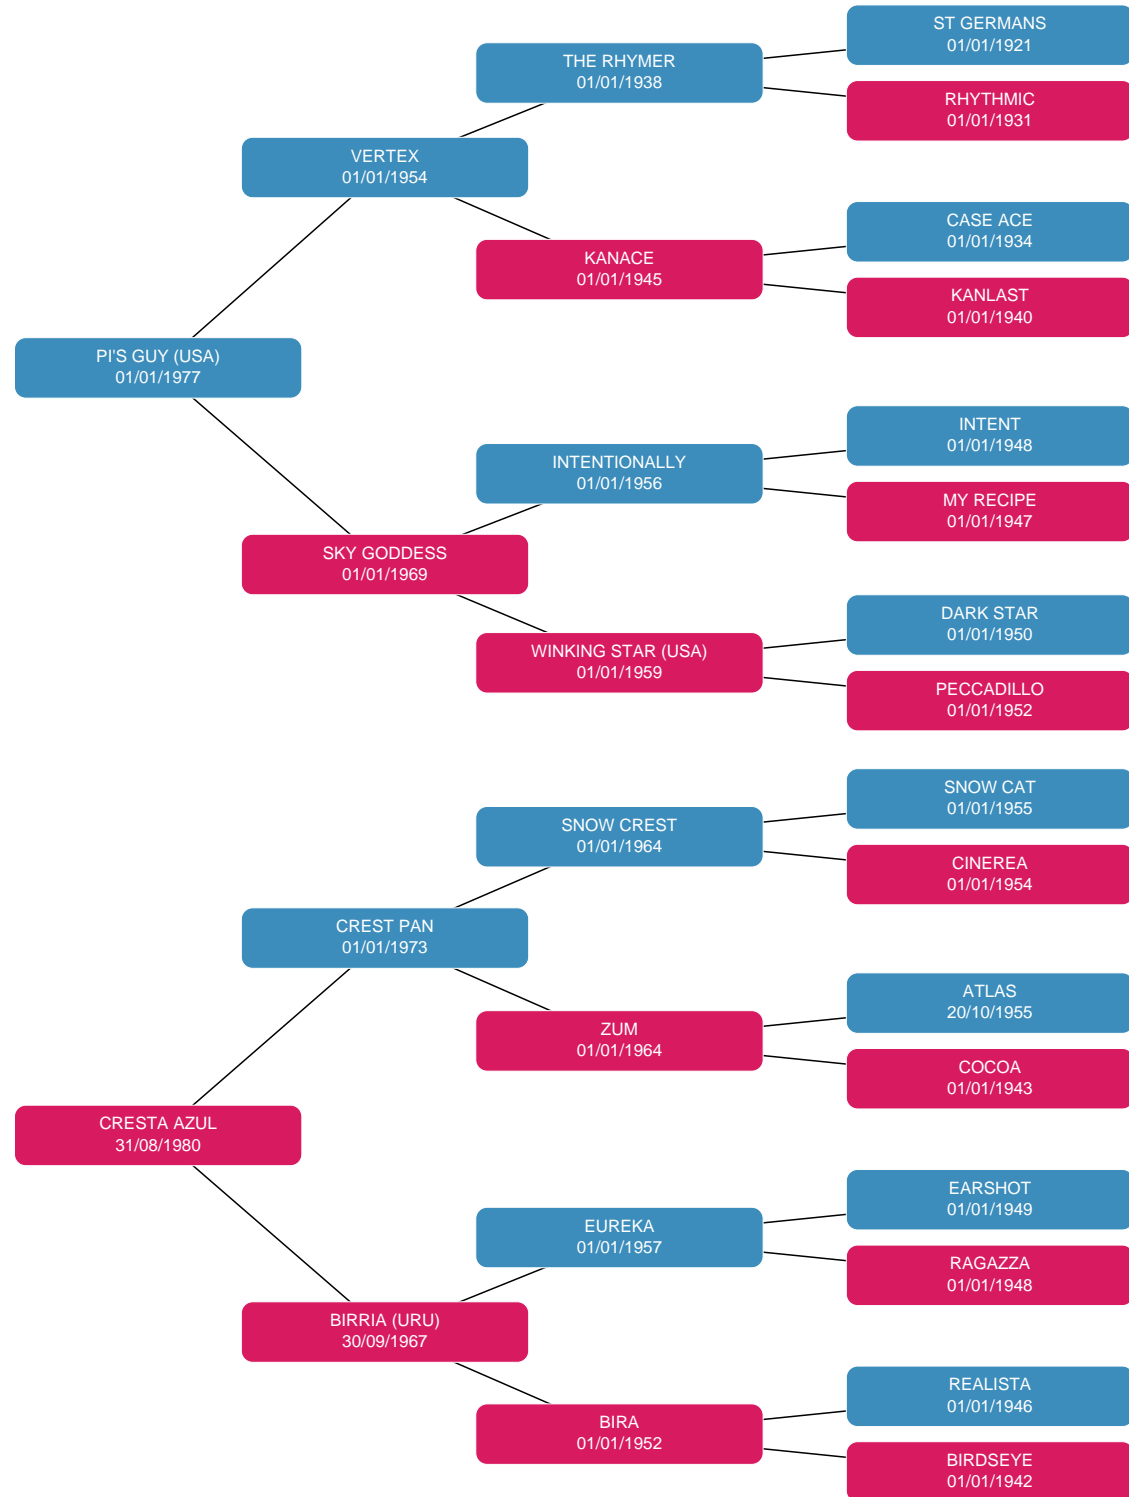 ST GERMANS
01/01/1921
THE RHYMER
01/01/1938
RHYTHMIC
01/01/1931
VERTEX
01/01/1954
CASE ACE
01/01/1934
KANACE
01/01/1945
KANLAST
01/01/1940
PI'S GUY (USA)
01/01/1977
INTENT
01/01/1948
INTENTIONALLY
01/01/1956
MY RECIPE
01/01/1947
SKY GODDESS
01/01/1969
DARK STAR
01/01/1950
WINKING STAR (USA)
01/01/1959
PECCADILLO
01/01/1952
SNOW CAT
01/01/1955
SNOW CREST
01/01/1964
CINEREA
01/01/1954
CREST PAN
01/01/1973
ATLAS
20/10/1955
ZUM
01/01/1964
COCOA
01/01/1943
CRESTA AZUL
31/08/1980
EARSHOT
01/01/1949
EUREKA
01/01/1957
RAGAZZA
01/01/1948
BIRRIA (URU)
30/09/1967
REALISTA
01/01/1946
BIRA
01/01/1952
BIRDSEYE
01/01/1942